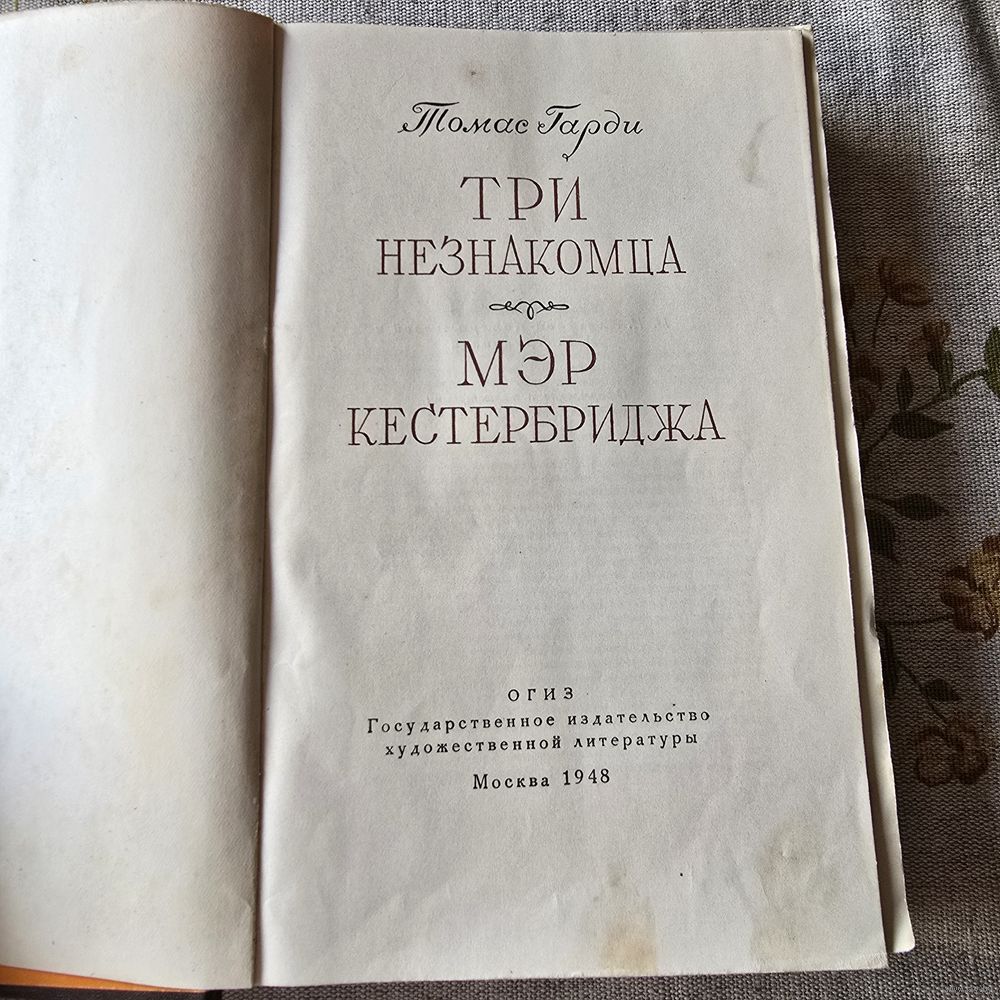 Томас Гарди
ТРИ
НЕЗНАКОМЦА
МЭР
КЕСТЕРБРИДЖА
ОГИЗ
Государственное издательство
художественной литературы
Москва 1948